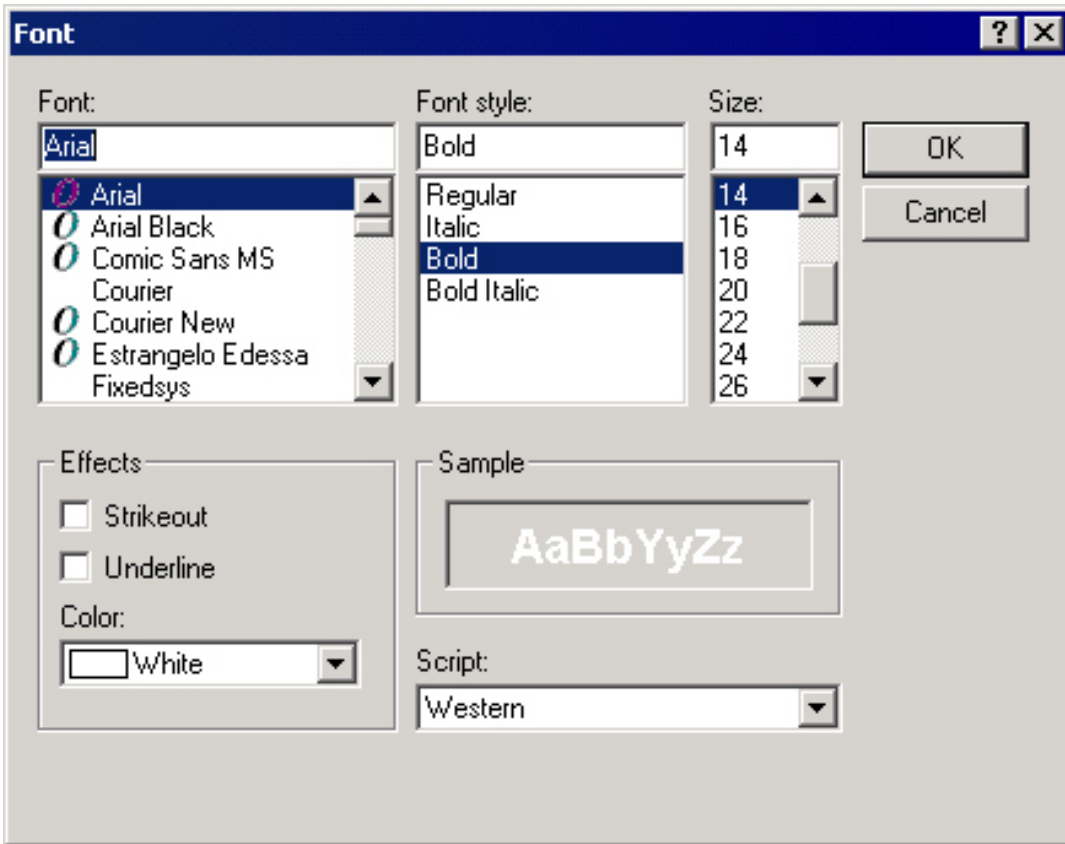 Font
Font:
Arial
Arial
Arial Black
Comic Sans MS
Courier
Courier New
Estrangelo Edessa
Fixedsys
Font style:
Bold
Regular
Italic
Bold
Bold Italic
Size:
14
14
16
18
20
22
24
26
OK
Cancel
Effects
Strikeout
Underline
Color:
White
Sample
AaBbYyZz
Script:
Western